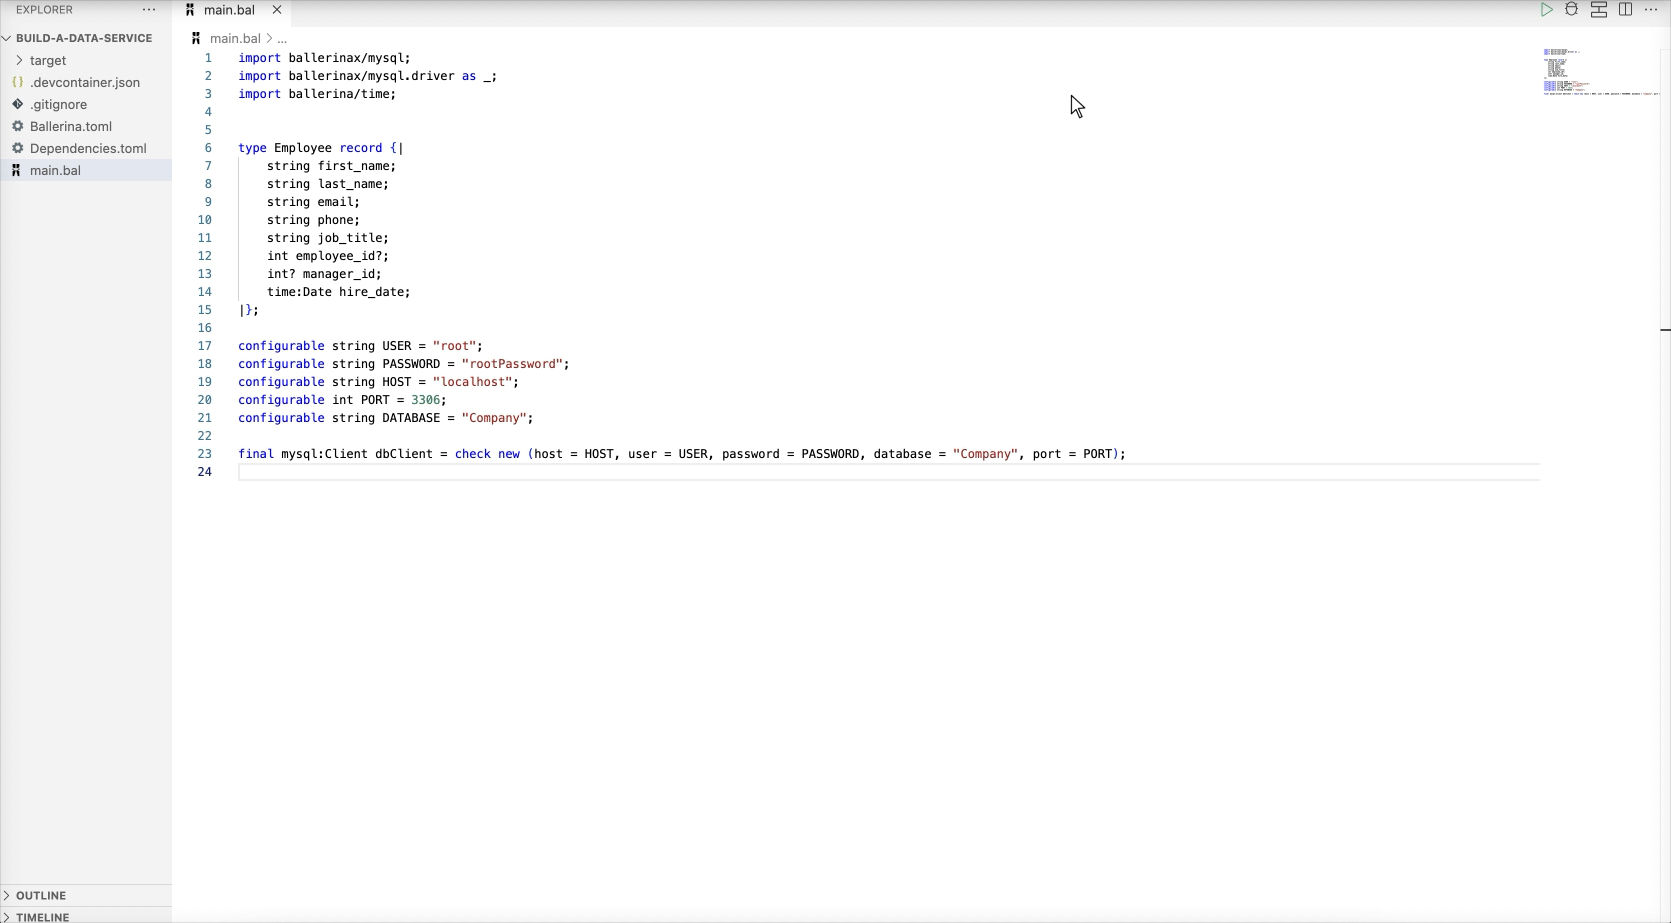 EXPLORER
BUILD-A-DATA-SERVICE
target
.devcontainer.json
.gitignore
Ballerina.toml
Dependencies.toml
main.bal
OUTLINE
TIMELINE
main.bal
main.bal > ...
1 import ballerinax/mysql;
2 import ballerinax/mysql.driver as _;
3 import ballerina/time;
4
5
6 type Employee record {|
7     string first_name;
8     string last_name;
9     string email;
10     string phone;
11     string job_title;
12     int employee_id?;
13     int? manager_id;
14     time:Date hire_date;
15 |};
16
17 configurable string USER = "root";
18 configurable string PASSWORD = "rootPassword";
19 configurable string HOST = "localhost";
20 configurable int PORT = 3306;
21 configurable string DATABASE = "Company";
22
23 final mysql:Client dbClient = check new (host = HOST, user = USER, password = PASSWORD, database = "Company", port = PORT);
24